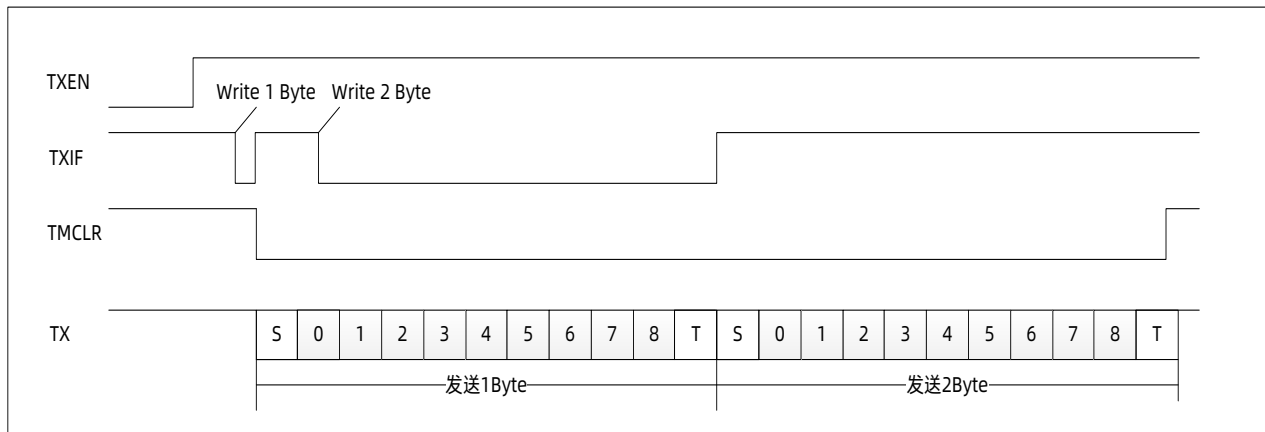 TXEN
Write 1 Byte Write 2 Byte
TXIF
TMCLR
TX S 0 1 2 3 4 5 6 7 8 T S 0 1 2 3 4 5 6 7 8 T
发送1Byte 发送2Byte